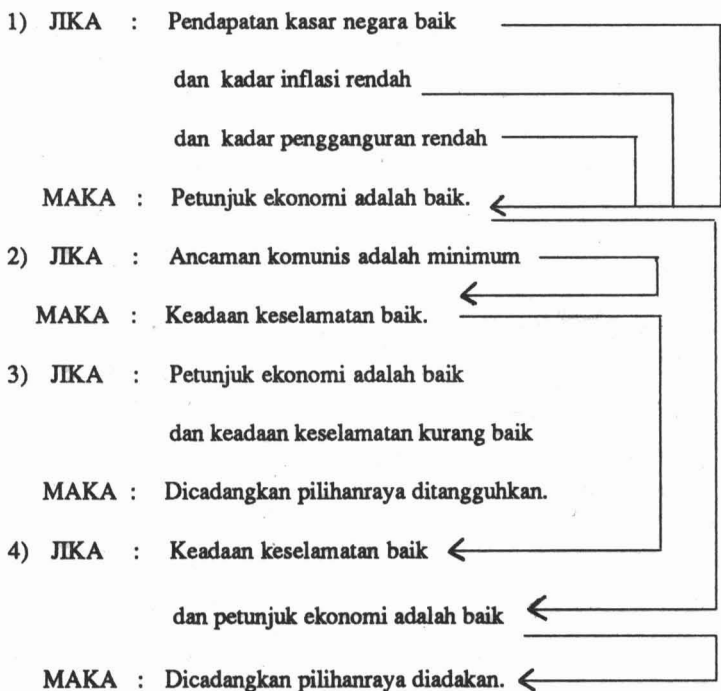 1) JIKA : Pendapatan kasar negara baik
dan kadar inflasi rendah
dan kadar pengganguran rendah
MAKA : Petunjuk ekonomi adalah baik.
2) JIKA : Ancaman komunis adalah minimum
MAKA : Keadaan keselamatan baik.
3) JIKA : Petunjuk ekonomi adalah baik
dan keadaan keselamatan kurang baik
MAKA : Dicadangkan pilihanraya ditangguhkan.
4) JIKA : Keadaan keselamatan baik
dan petunjuk ekonomi adalah baik
MAKA : Dicadangkan pilihanraya diadakan.